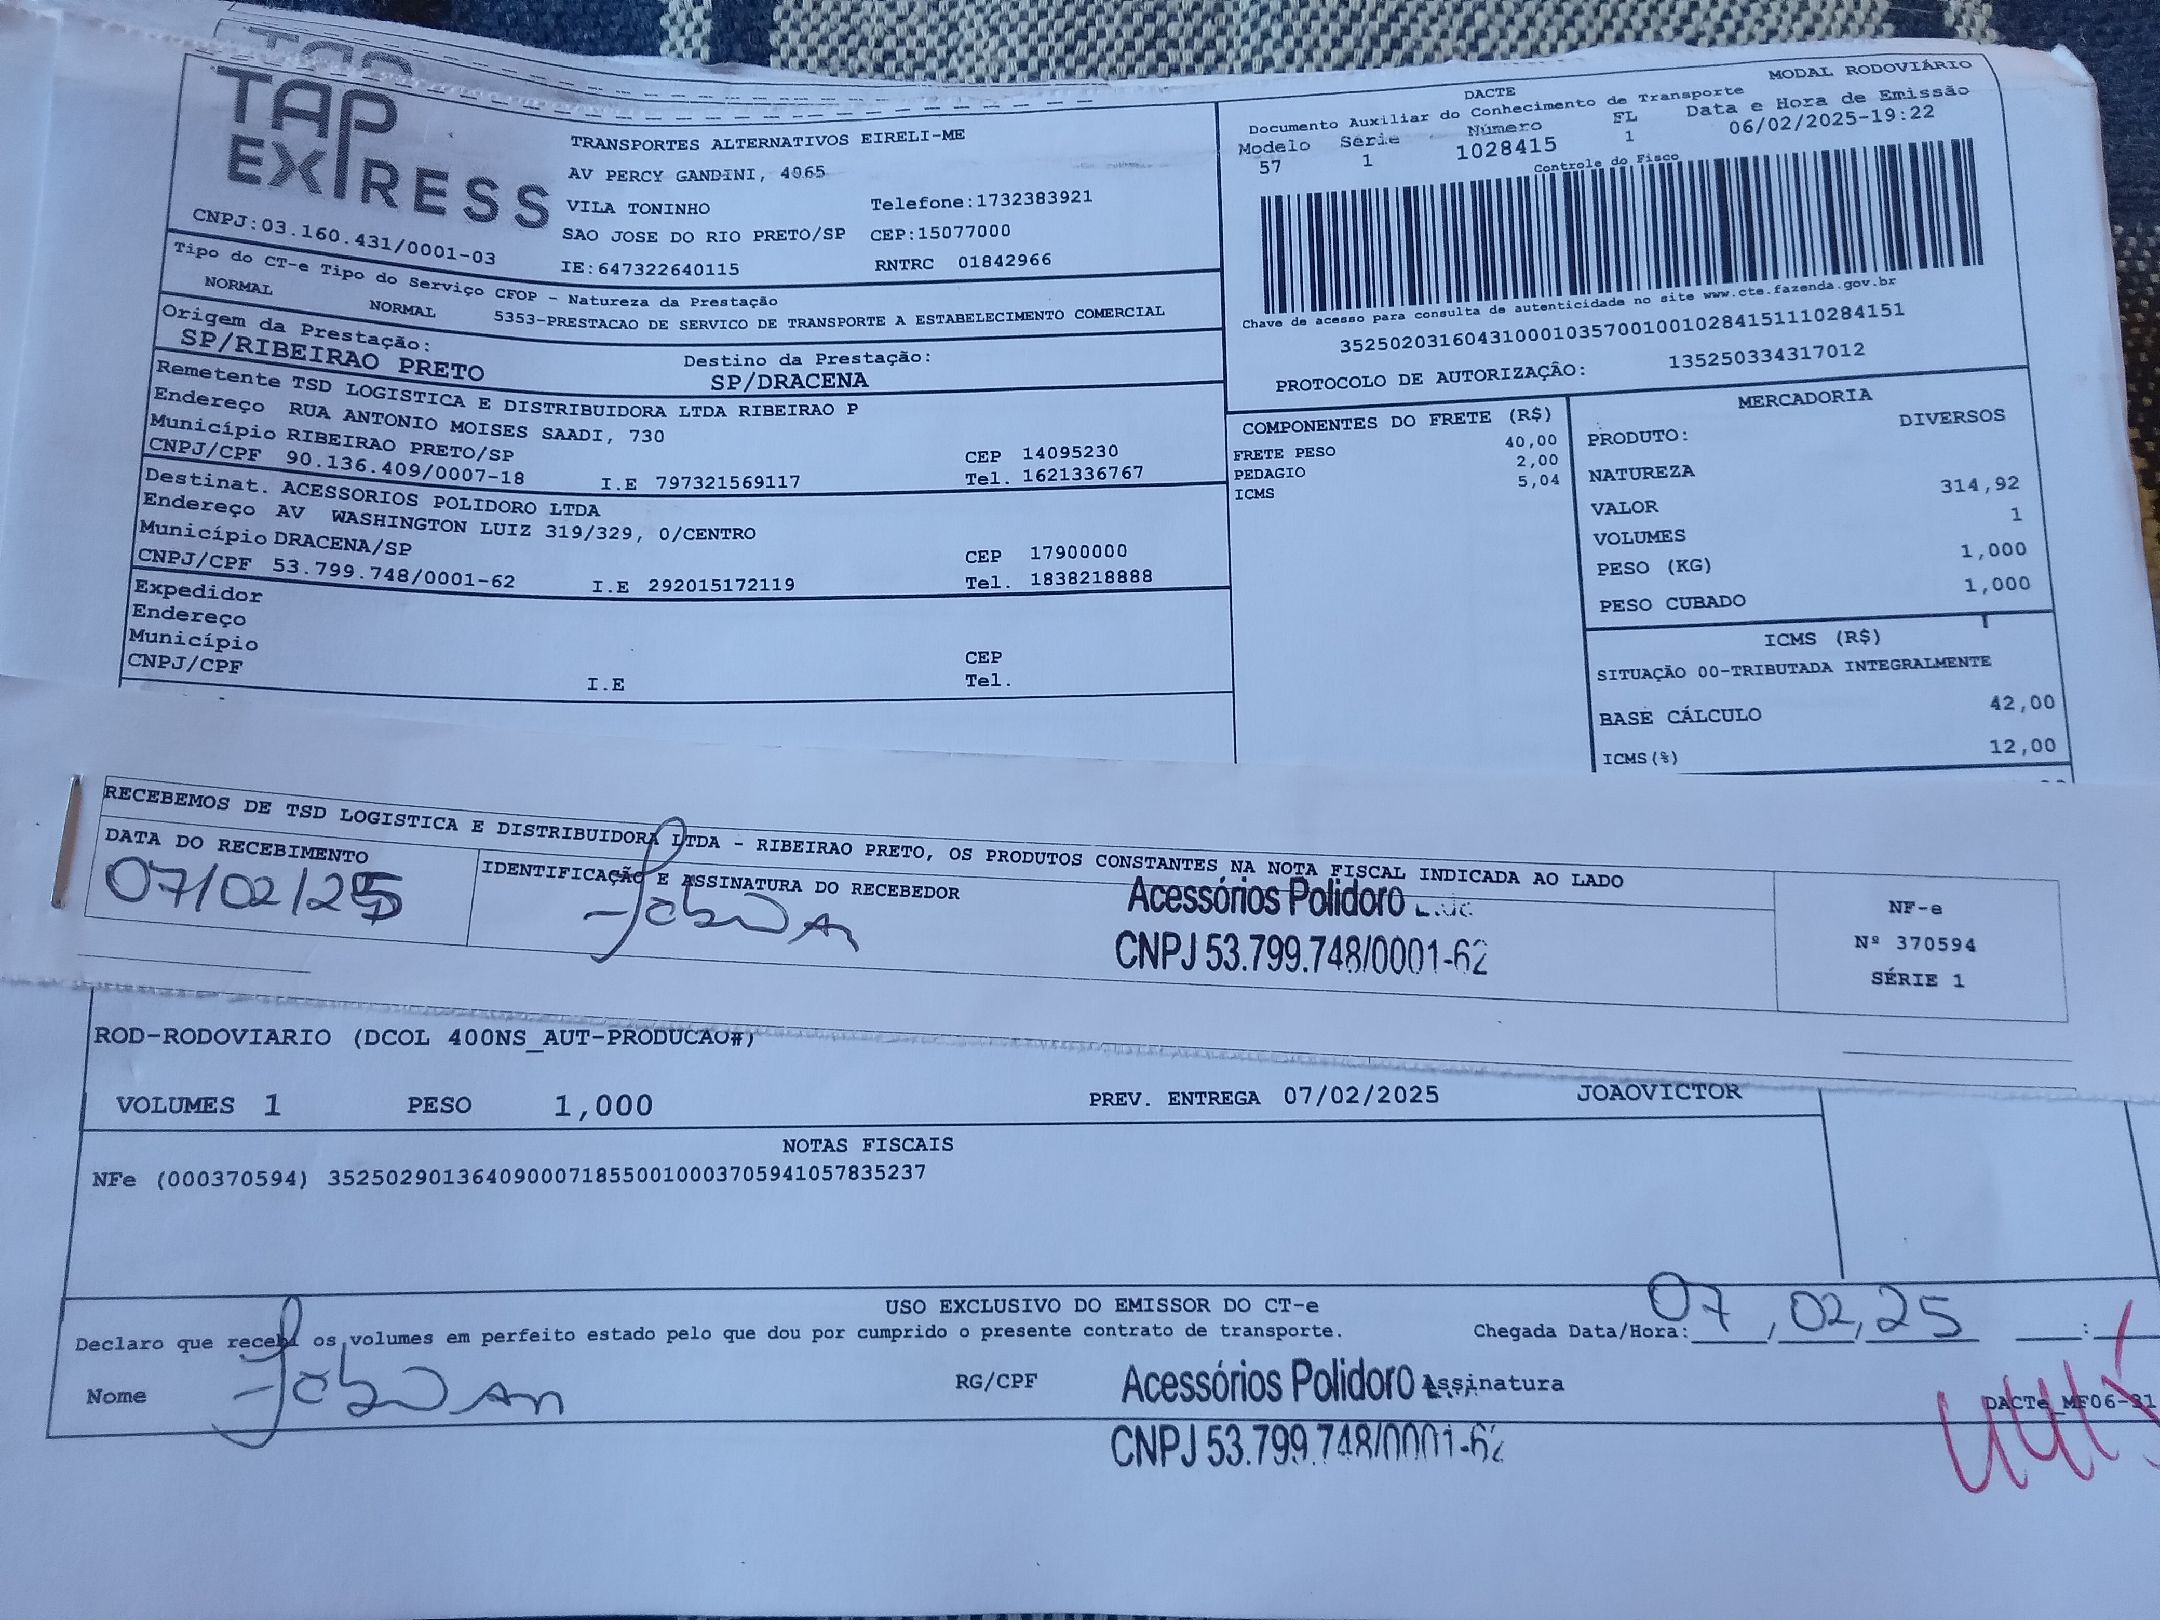 TAP
EXPRESS
CNPJ:03.160.431/0001-03
TRANSPORTES ALTERNATIVOS EIRELI-ME
AV PERCY GANDINI, 4065
VILA TONINHO Telefone:1732383921
SAO JOSE DO RIO PRETO/SP CEP:15077000
IE:647322640115 RNTRC 01842966
DACTE MODAL RODOVIÁRIO
Documento Auxiliar do Conhecimento de Transporte
Modelo Série Número FL Data e Hora de Emissão
57 1 1028415 1 06/02/2025-19:22
Controle do Fisco
Chave de acesso para consulta de autenticidade no site www.cte.fazenda.gov.br
35250203160431000103570010010284151110284151
PROTOCOLO DE AUTORIZAÇÃO: 135250334317012
Tipo do CT-e Tipo do Serviço CFOP - Natureza da Prestação
NORMAL NORMAL 5353-PRESTACAO DE SERVICO DE TRANSPORTE A ESTABELECIMENTO COMERCIAL
Origem da Prestação: Destino da Prestação:
SP/RIBEIRAO PRETO SP/DRACENA
Remetente TSD LOGISTICA E DISTRIBUIDORA LTDA RIBEIRAO P
Endereço RUA ANTONIO MOISES SAADI, 730
Município RIBEIRAO PRETO/SP CEP 14095230
CNPJ/CPF 90.136.409/0007-18 I.E 797321569117 Tel. 1621336767
Destinat. ACESSORIOS POLIDORO LTDA
Endereço AV WASHINGTON LUIZ 319/329, 0/CENTRO
Município DRACENA/SP CEP 17900000
CNPJ/CPF 53.799.748/0001-62 I.E 292015172119 Tel. 1838218888
Expedidor
Endereço
Município CEP
CNPJ/CPF I.E Tel.
COMPONENTES DO FRETE (R$)
FRETE PESO 40,00
PEDAGIO 2,00
ICMS 5,04
MERCADORIA
PRODUTO: DIVERSOS
NATUREZA
VALOR 314,92
VOLUMES 1
PESO (KG) 1,000
PESO CUBADO 1,000
ICMS (R$)
SITUAÇÃO 00-TRIBUTADA INTEGRALMENTE
BASE CÁLCULO 42,00
ICMS(%) 12,00
RECEBEMOS DE TSD LOGISTICA E DISTRIBUIDORA LTDA - RIBEIRAO PRETO, OS PRODUTOS CONSTANTES NA NOTA FISCAL INDICADA AO LADO
DATA DO RECEBIMENTO IDENTIFICAÇÃO E ASSINATURA DO RECEBEDOR
07/02/25
Acessórios Polidoro Ltda
CNPJ 53.799.748/0001-62
NF-e
Nº 370594
SÉRIE 1
ROD-RODOVIARIO (DCOL 400NS_AUT-PRODUCAO#)
VOLUMES 1 PESO 1,000 PREV. ENTREGA 07/02/2025 JOAOVICTOR
NOTAS FISCAIS
NFe (000370594) 35250290136409000718550010003705941057835237
USO EXCLUSIVO DO EMISSOR DO CT-e
Declaro que recebi os volumes em perfeito estado pelo que dou por cumprido o presente contrato de transporte. Chegada Data/Hora: 07/02/25 :
Nome RG/CPF Assinatura
Acessórios Polidoro
CNPJ 53.799.748/0001-62
DACTe_MF06-31